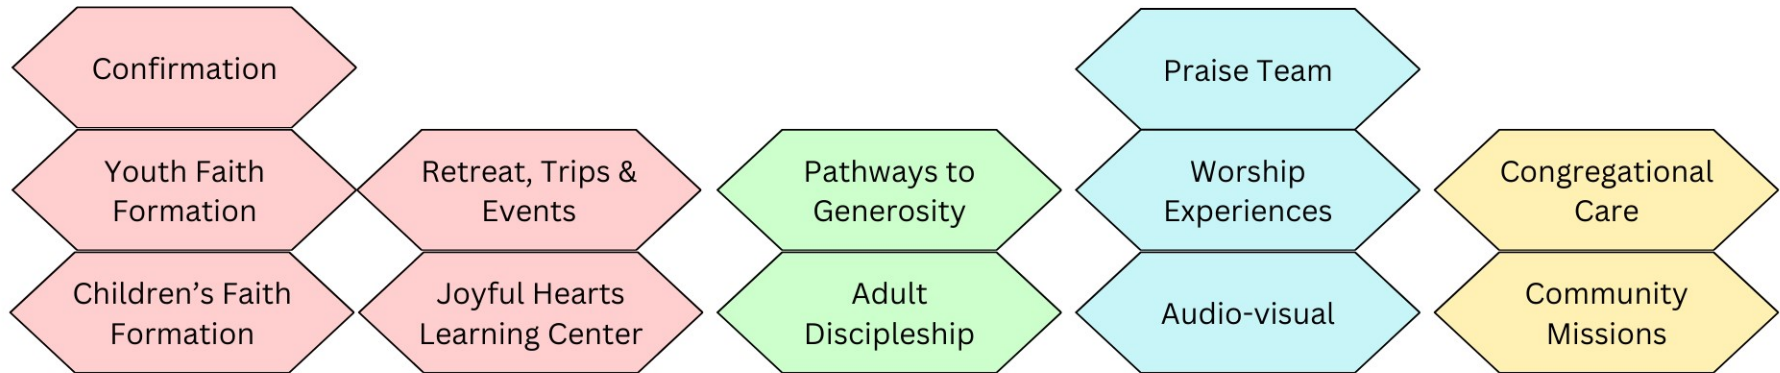 Confirmation
Youth Faith
Formation
Children’s Faith
Formation
Retreat, Trips &
Events
Joyful Hearts
Learning Center
Pathways to
Generosity
Adult
Discipleship
Praise Team
Worship
Experiences
Audio-visual
Congregational
Care
Community
Missions